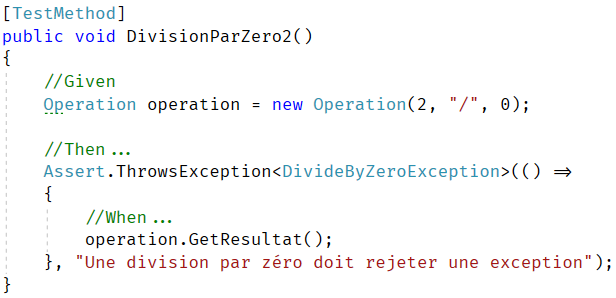 [TestMethod]
public void DivisionParZero2()
{
//Given
Operation operation = new Operation(2, "/", 0);
//Then...
Assert.ThrowsException<DivideByZeroException>(() =>
{
//When...
operation.GetResultat();
}, "Une division par zéro doit rejeter une exception");
}